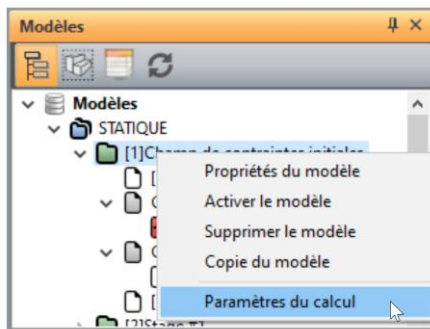 Modèles
Modèles
STATIQUE
[1]Champ de contraintes initiales
Propriétés du modèle
Activer le modèle
Supprimer le modèle
Copie du modèle
Paramètres du calcul
[2]Stage #1